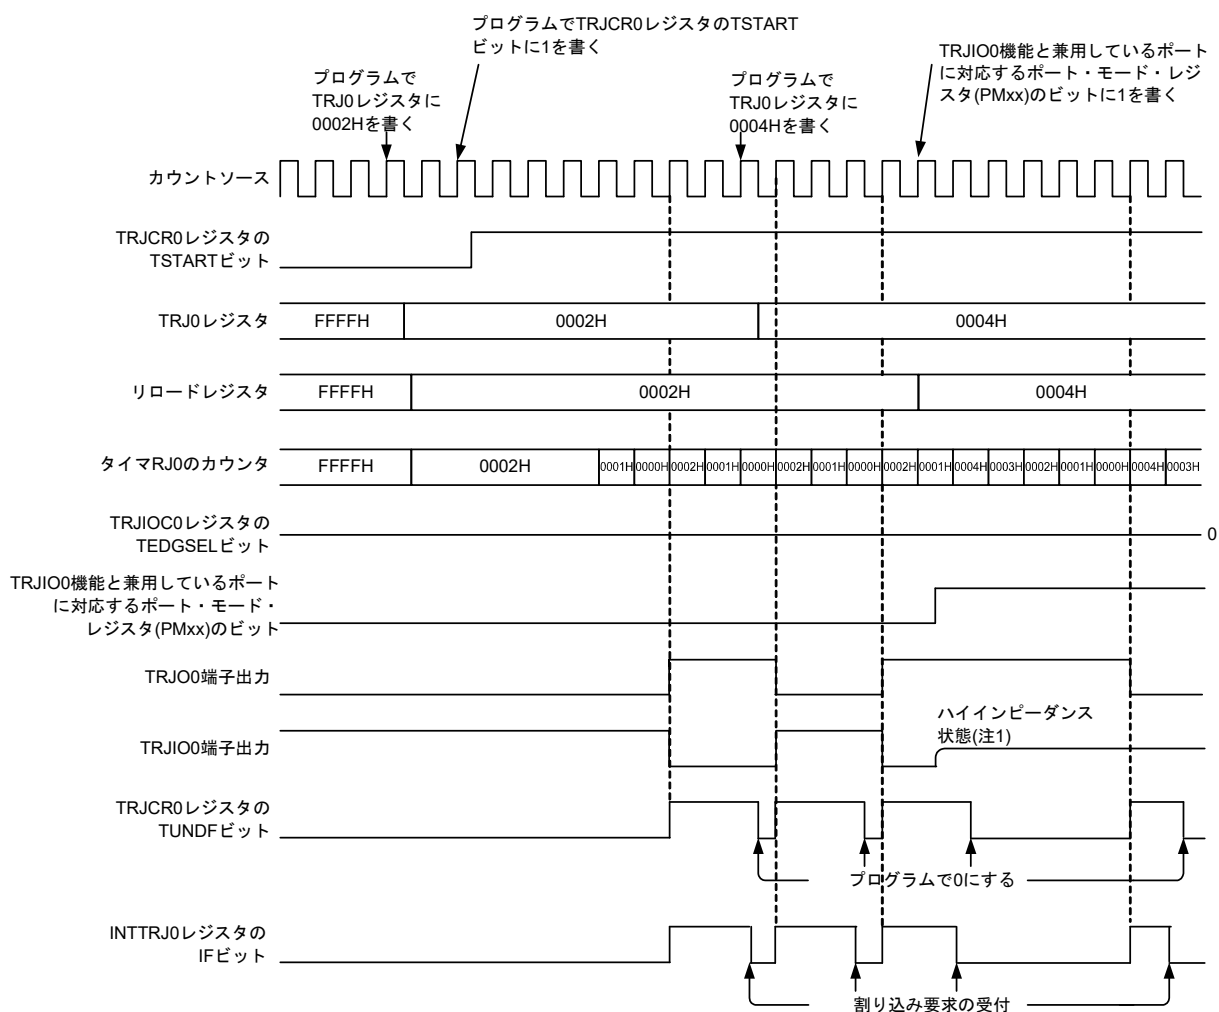 プログラムでTRJCR0レジスタのTSTART
ビットに1を書く
プログラムで
TRJ0レジスタに
0002Hを書く
プログラムで
TRJ0レジスタに
0004Hを書く
TRJIO0機能と兼用しているポート
に対応するポート・モード・レジ
スタ(PMxx)のビットに1を書く
カウントソース
TRJCR0レジスタの
TSTARTビット
TRJ0レジスタ FFFFH 0002H 0004H
リロードレジスタ FFFFH 0002H 0004H
タイマRJ0のカウンタ FFFFH 0002H 0001H 0000H 0002H 0001H 0000H 0002H 0001H 0000H 0002H 0001H 0004H 0003H 0002H 0001H 0000H 0004H 0003H
TRJIOC0レジスタの
TEDGSELビット 0
TRJIO0機能と兼用しているポート
に対応するポート・モード・
レジスタ(PMxx)のビット
TRJO0端子出力
ハイインピーダンス
状態(注1)
TRJIO0端子出力
TRJCR0レジスタの
TUNDFビット
プログラムで0にする
INTTRJ0レジスタの
IFビット
割り込み要求の受付